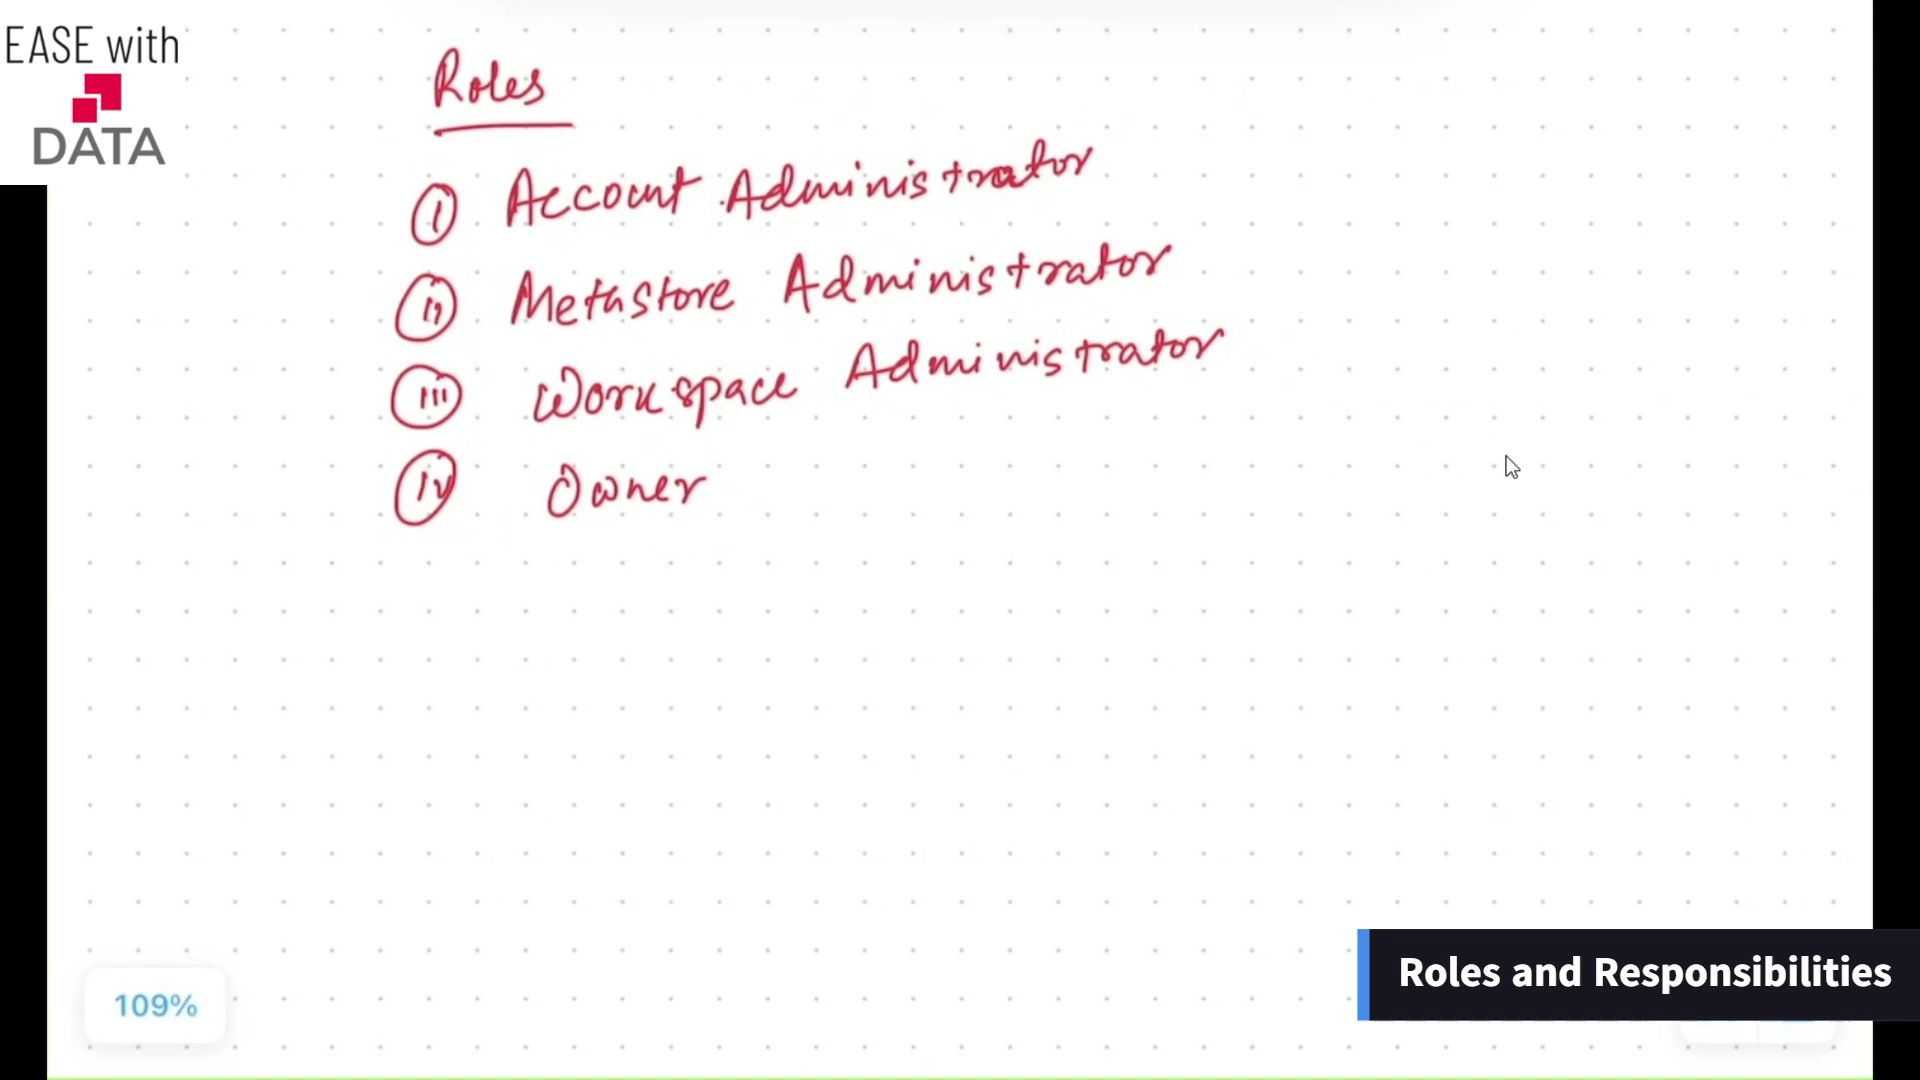 EASE with
DATA
Roles
(i) Account Administrator
(ii) Metastore Administrator
(iii) Workspace Administrator
(iv) Owner
Roles and Responsibilities
109%